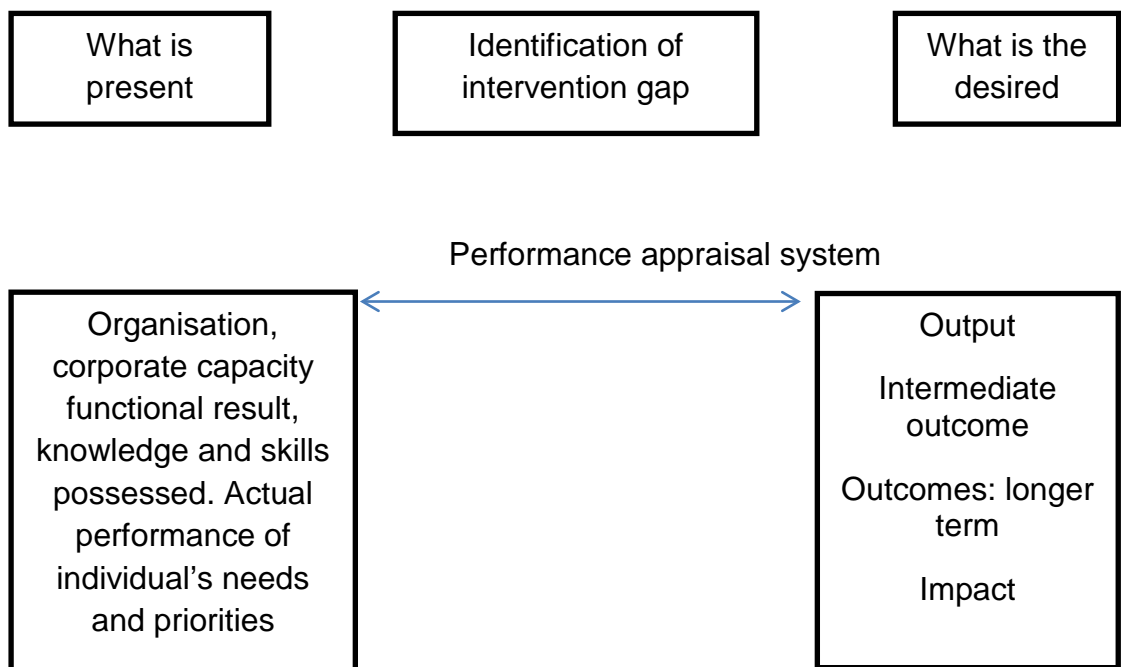 What is
present
Identification of
intervention gap
What is the
desired
Performance appraisal system
Organisation,
corporate capacity
functional result,
knowledge and skills
possessed. Actual
performance of
individual’s needs
and priorities
Output
Intermediate
outcome
Outcomes: longer
term
Impact